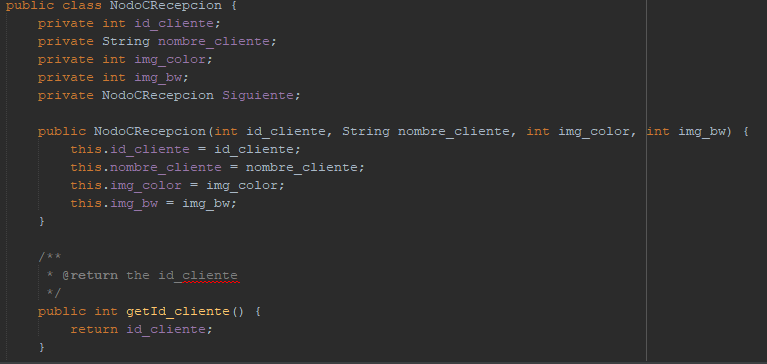 public class NodoCRecepcion {
private int id_cliente;
private String nombre_cliente;
private int img_color;
private int img_bw;
private NodoCRecepcion Siguiente;
public NodoCRecepcion(int id_cliente, String nombre_cliente, int img_color, int img_bw) {
this.id_cliente = id_cliente;
this.nombre_cliente = nombre_cliente;
this.img_color = img_color;
this.img_bw = img_bw;
}
/**
* @return the id_cliente
*/
public int getId_cliente() {
return id_cliente;
}